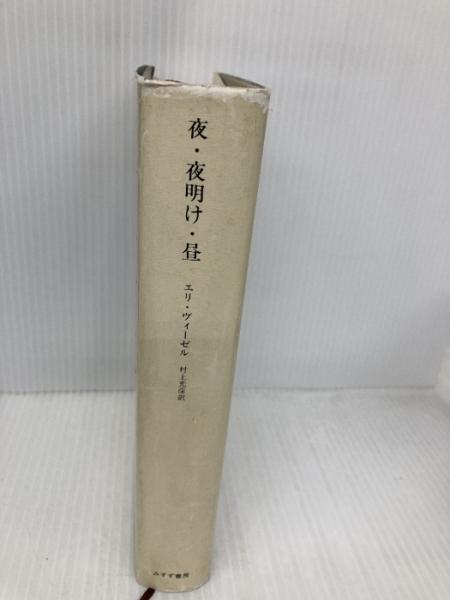 夜・夜明け・昼
エリ・ヴィーゼル
村上光彦訳
みすず書房